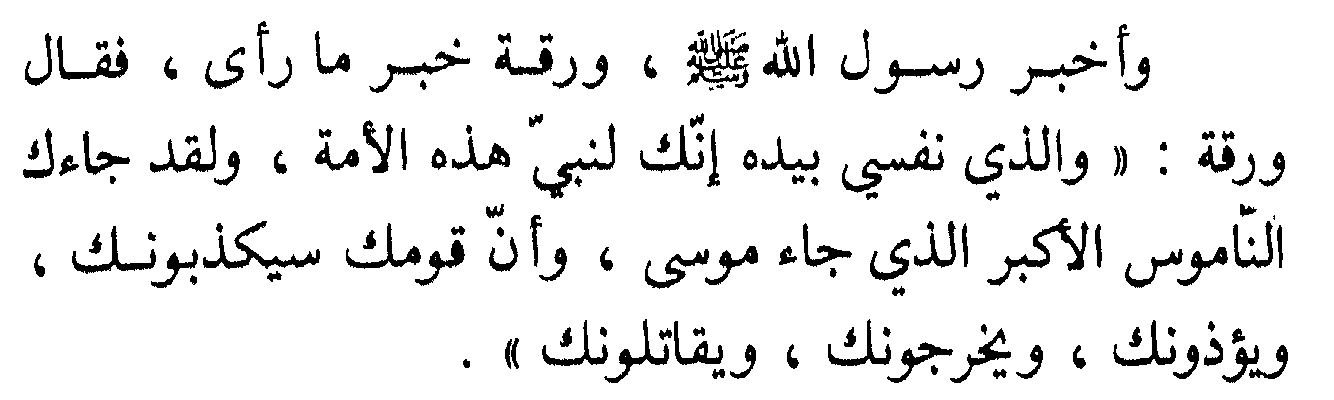 وأخبر رسول الله ﷺ ، ورقة خبر ما رأى ، فقال
ورقة : « والذي نفسي بيده إنّك لنبيّ هذه الأمة ، ولقد جاءك
النّاموس الأكبر الذي جاء موسى ، وأنّ قومك سيكذبونك ،
ويؤذونك ، ويخرجونك ، ويقاتلونك » .